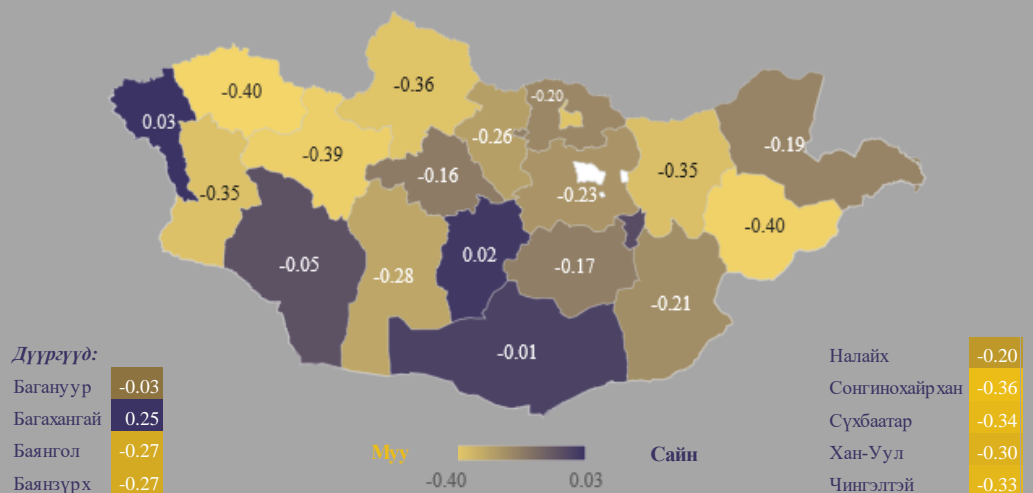 -0.40
-0.36
-0.20
0.03
-0.26
-0.19
-0.39
-0.16
-0.35
-0.35
-0.23
-0.40
-0.05
0.02
-0.17
-0.28
-0.21
-0.01
Дүүргүүд:
Багануур -0.03
Багахангай 0.25
Баянгол -0.27
Баянзүрх -0.27
Муу
Сайн
-0.40 0.03
Налайх -0.20
Сонгинохайрхан -0.36
Сүхбаатар -0.34
Хан-Уул -0.30
Чингэлтэй -0.33